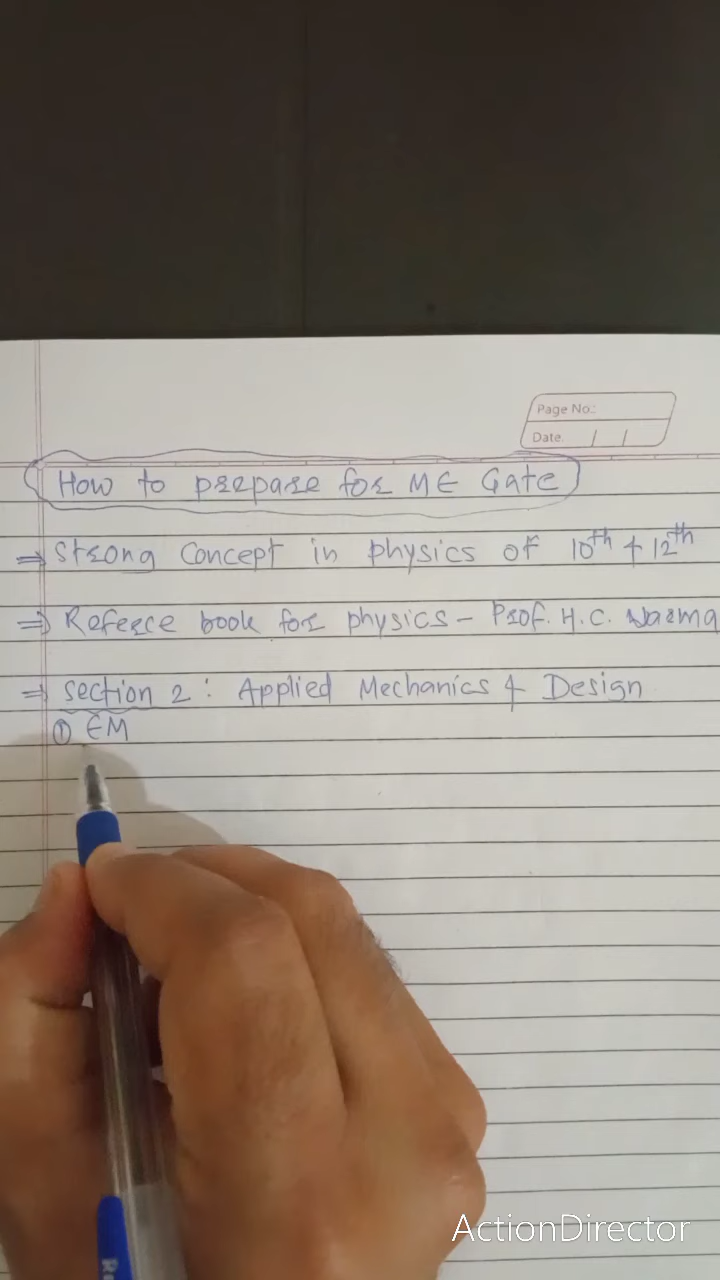 Page No.:
Date. / /
How to prepare for ME Gate
⇒ Strong Concept in physics of 10th & 12th
⇒ Referce book for physics - Prof. H.C. Warma
⇒ Section 2 : Applied Mechanics & Design
① EM
ActionDirector